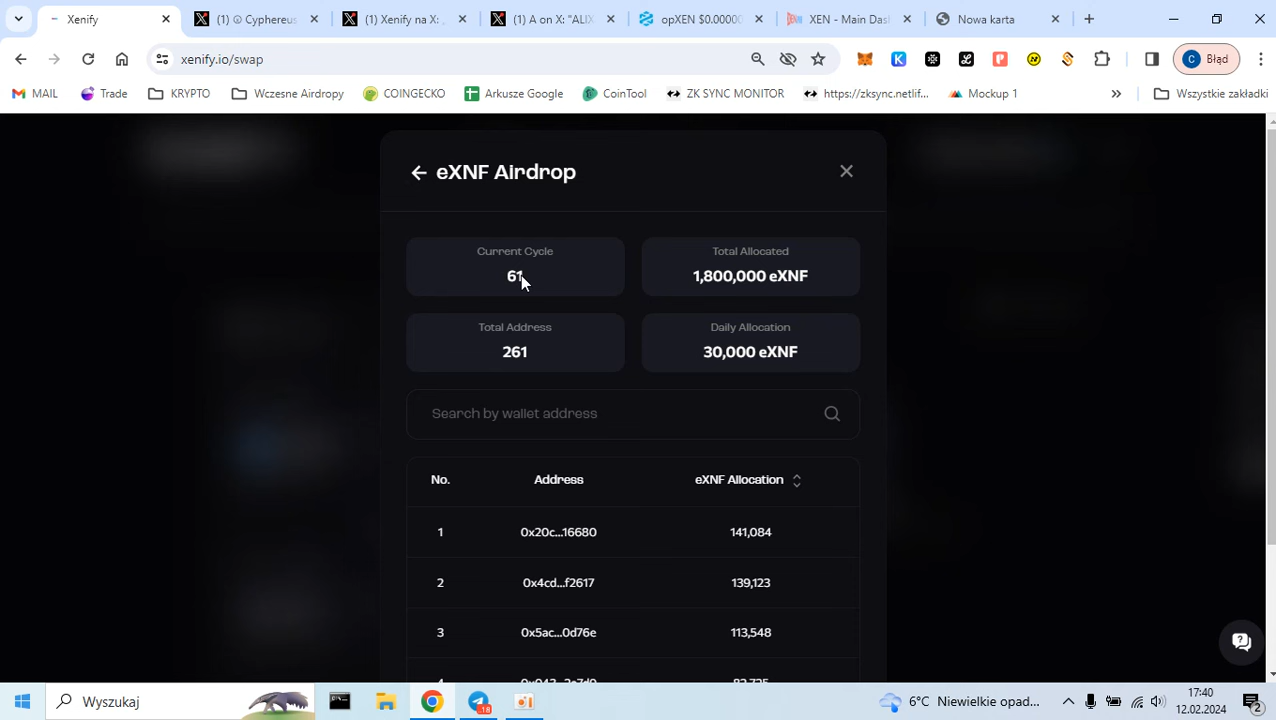 Xenify
(1) Ⓒ Cyphereus
(1) Xenify na X:
(1) A on X: "ALIX
opXEN $0.00000
XEN - Main Das
Nowa karta
xenify.io/swap
C Błąd
MAIL
Trade
KRYPTO
Wczesne Airdropy
COINGECKO
Arkusze Google
CoinTool
ZK SYNC MONITOR
https://zksync.netlif...
Mockup 1
Wszystkie zakładki
eXNF Airdrop
Current Cycle
61
Total Allocated
1,800,000 eXNF
Total Address
261
Daily Allocation
30,000 eXNF
Search by wallet address
No. Address eXNF Allocation
1 0x20c...16680 141,084
2 0x4cd...f2617 139,123
3 0x5ac...0d76e 113,548
Wyszukaj
18
6°C Niewielkie opad...
17:40
12.02.2024
2